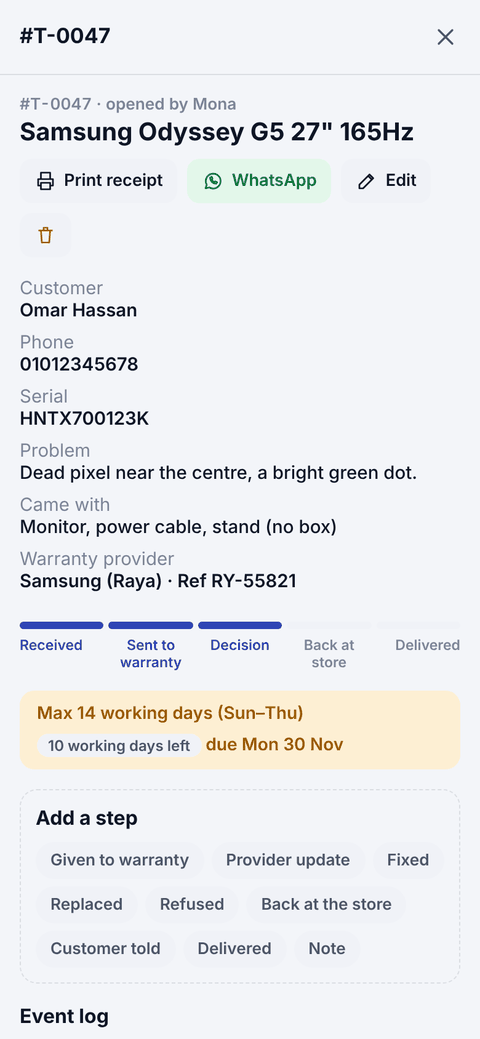 #T-0047
#T-0047 · opened by Mona
Samsung Odyssey G5 27" 165Hz
Print receipt
WhatsApp
Edit
Customer
Omar Hassan
Phone
01012345678
Serial
HNTX700123K
Problem
Dead pixel near the centre, a bright green dot.
Came with
Monitor, power cable, stand (no box)
Warranty provider
Samsung (Raya) · Ref RY-55821
Received
Sent to
warranty
Decision
Back at
store
Delivered
Max 14 working days (Sun–Thu)
10 working days left due Mon 30 Nov
Add a step
Given to warranty
Provider update
Fixed
Replaced
Refused
Back at the store
Customer told
Delivered
Note
Event log